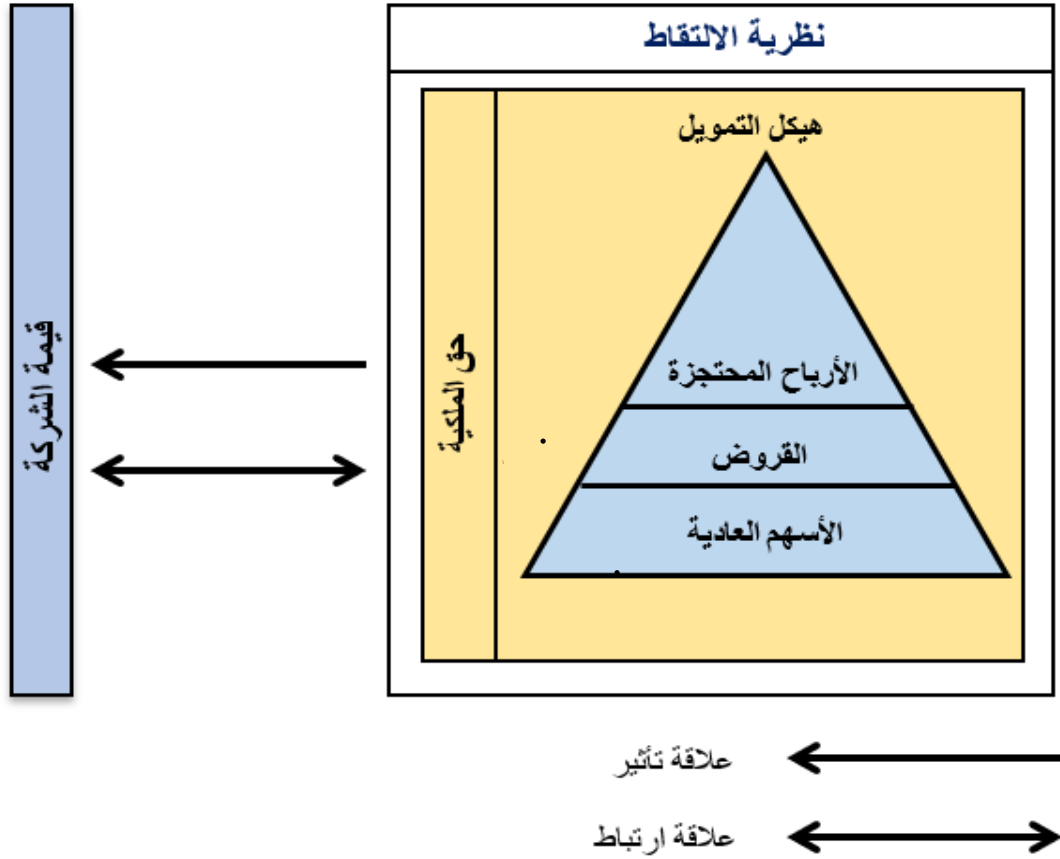 نظرية الالتقاط
هيكل التمويل
الأرباح المحتجزة
القروض
الأسهم العادية
حق الملكية
قيمة الشركة
علاقة تأثير
علاقة ارتباط